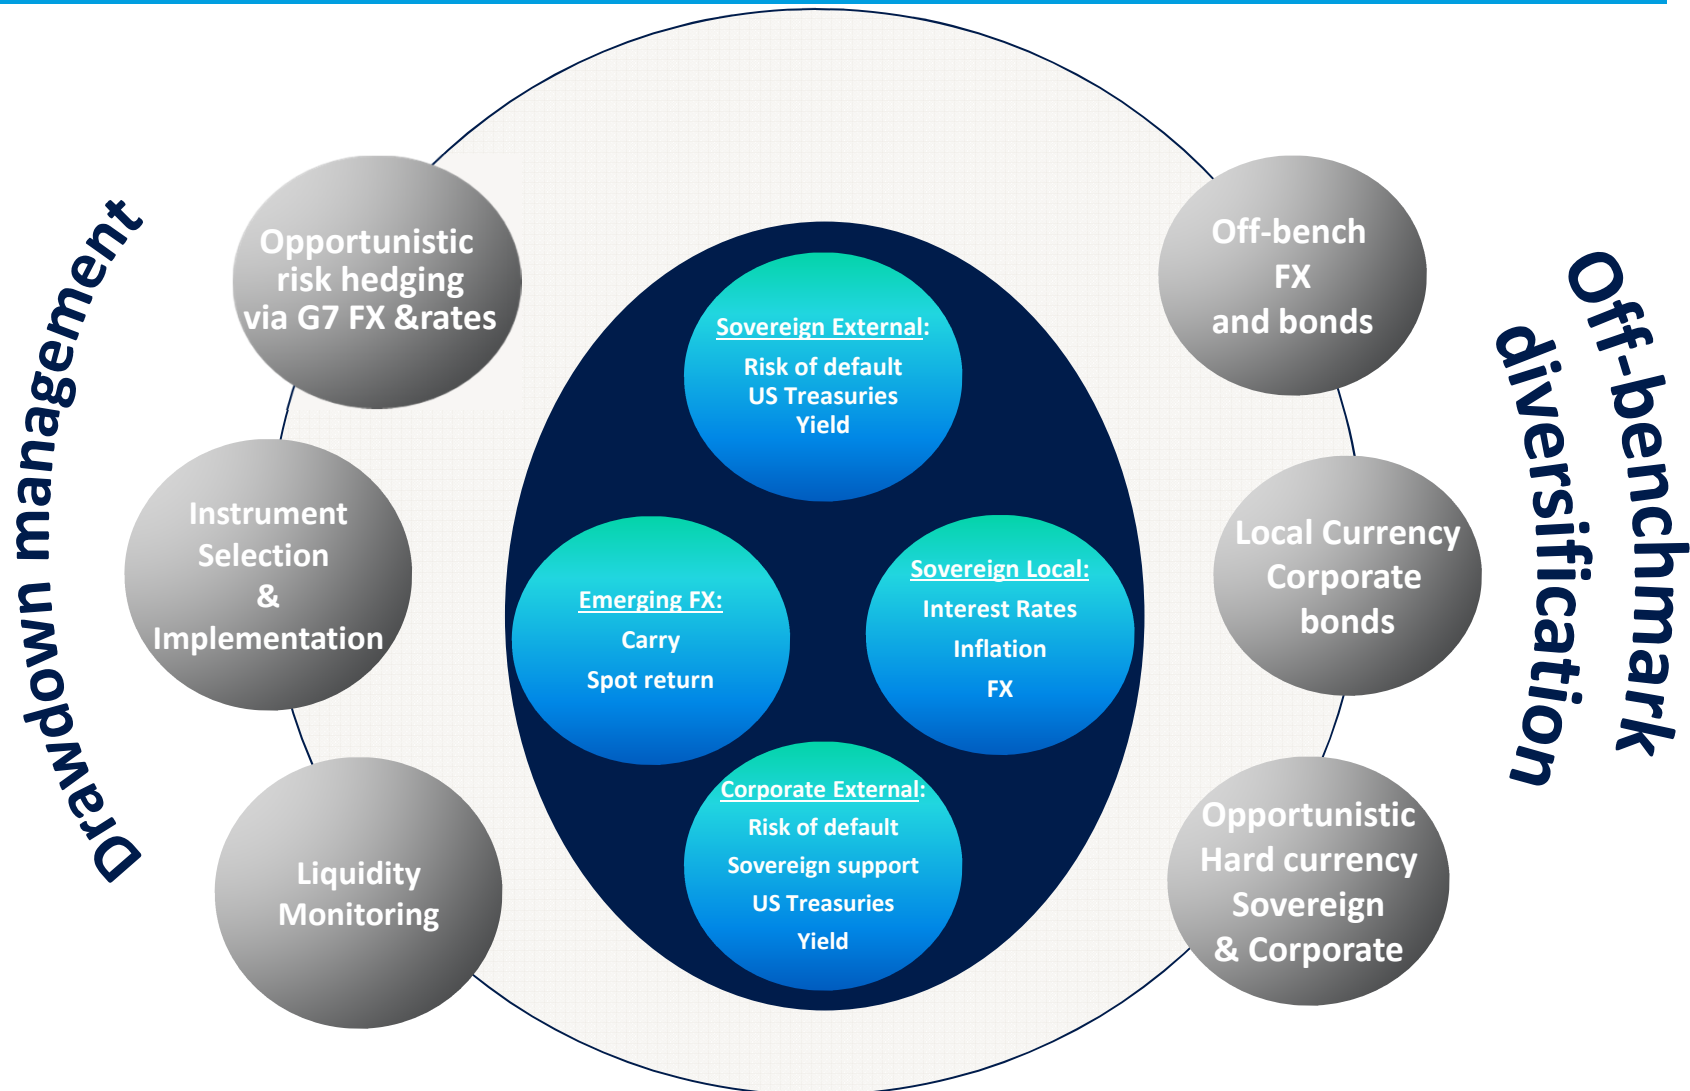 Drawdown management
Opportunistic
risk hedging
via G7 FX &rates
Instrument
Selection
&
Implementation
Liquidity
Monitoring
Sovereign External:
Risk of default
US Treasuries
Yield
Emerging FX:
Carry
Spot return
Sovereign Local:
Interest Rates
Inflation
FX
Corporate External:
Risk of default
Sovereign support
US Treasuries
Yield
Off-bench
FX
and bonds
Local Currency
Corporate
bonds
Opportunistic
Hard currency
Sovereign
& Corporate
Off-benchmark
diversification